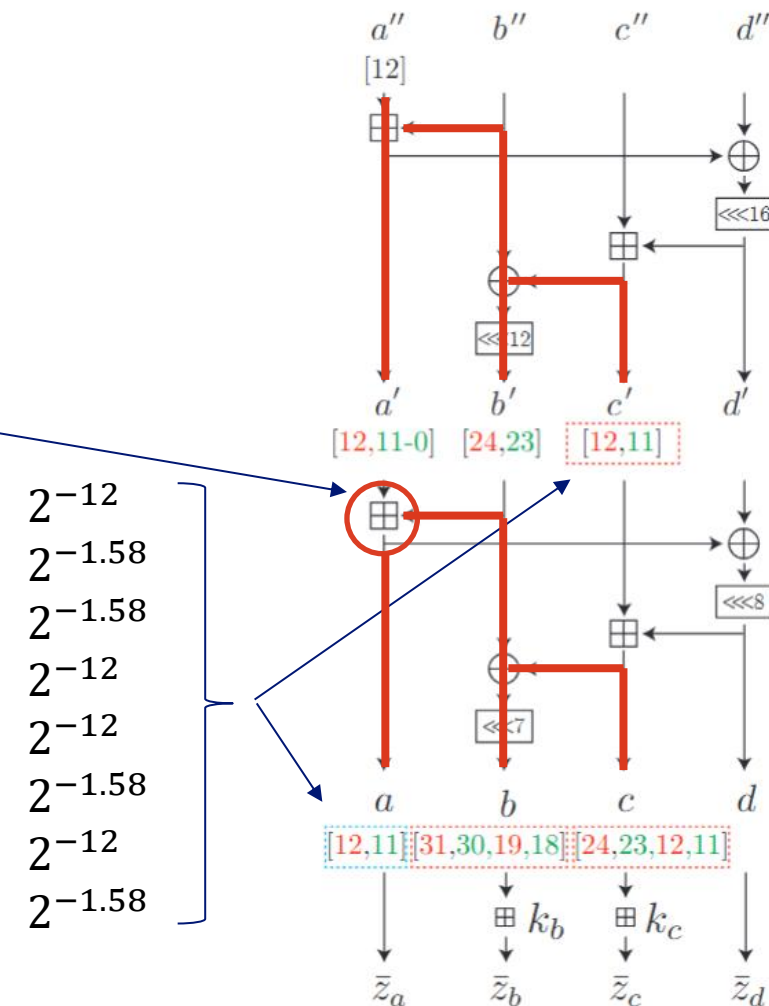 a″ b″ c″ d″
[12]
⋘16
⋘12
a′ b′ c′ d′
[12,11-0] [24,23] [12,11]
2^{-12}
2^{-1.58}
⋘8
2^{-1.58}
2^{-12}
2^{-12}
⋘7
2^{-1.58}
2^{-12}
2^{-1.58}
a b c d
[12,11] [31,30,19,18] [24,23,12,11]
⊞ k_b ⊞ k_c
z̄_a z̄_b z̄_c z̄_d